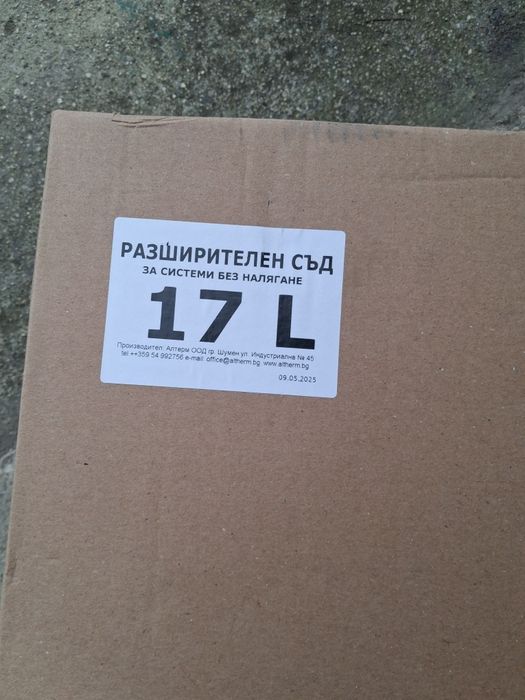 РАЗШИРИТЕЛЕН СЪД
ЗА СИСТЕМИ БЕЗ НАЛЯГАНЕ
17 L
Производител: Алтерм ООД гр. Шумен ул. Индустриална № 45
tel ++359 54 992756 e-mail: office@altherm.bg www.altherm.bg
09.05.2025